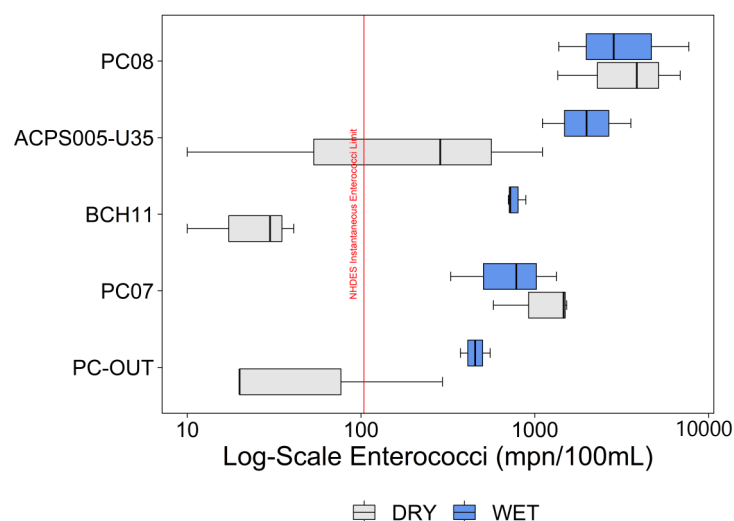 PC08
ACPS005-U35
BCH11
PC07
PC-OUT
NHDES Instantaneous Enterococci Limit
10 100 1000 10000
Log-Scale Enterococci (mpn/100mL)
DRY WET